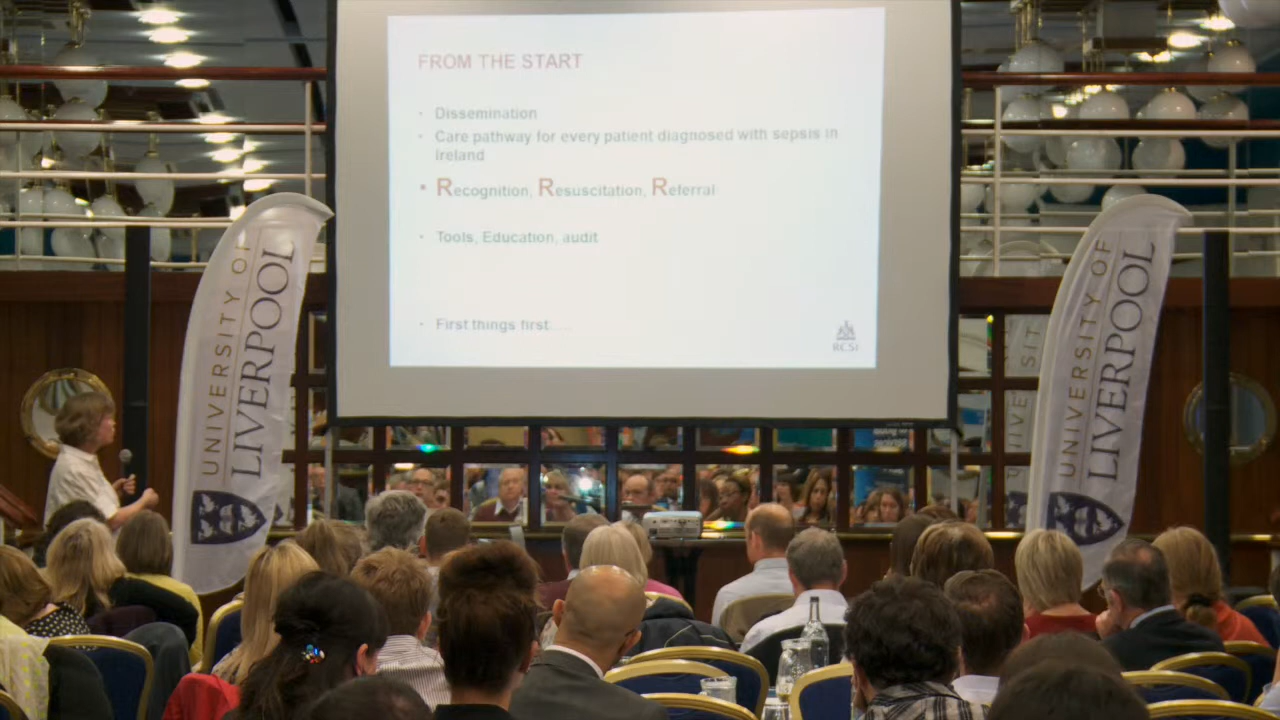 FROM THE START
• Dissemination
• Care pathway for every patient diagnosed with sepsis in
Ireland
• Recognition, Resuscitation, Referral
• Tools, Education, audit
• First things first....
RCSI
UNIVERSITY OF
LIVERPOOL
UNIVERSITY OF
LIVERPOOL